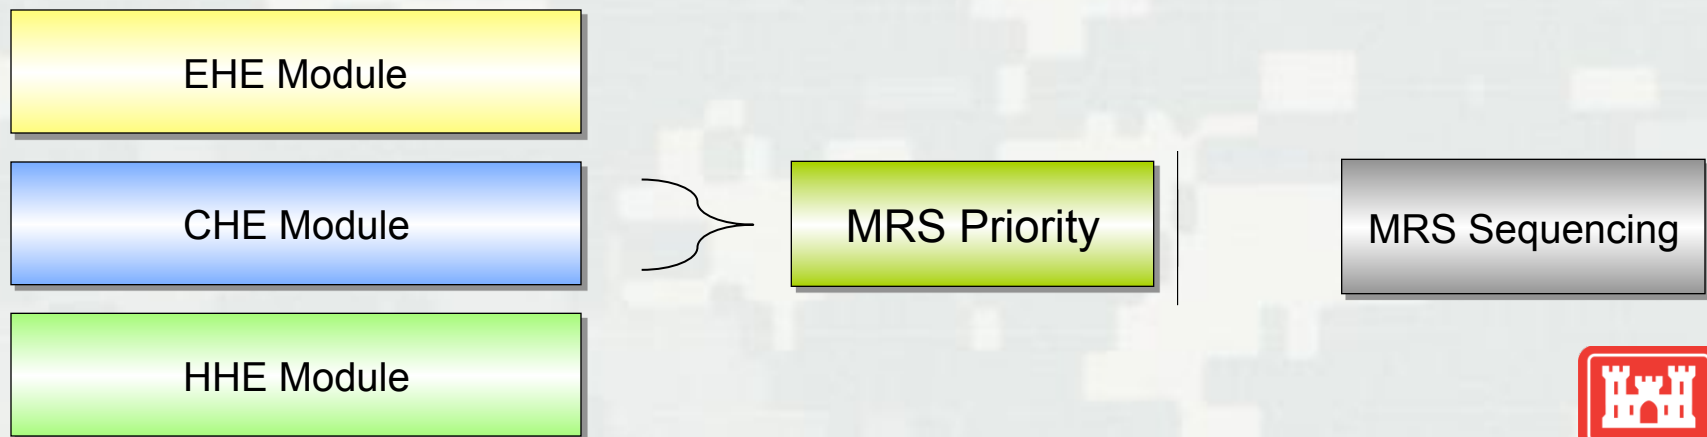 EHE Module
CHE Module
HHE Module
MRS Priority
MRS Sequencing